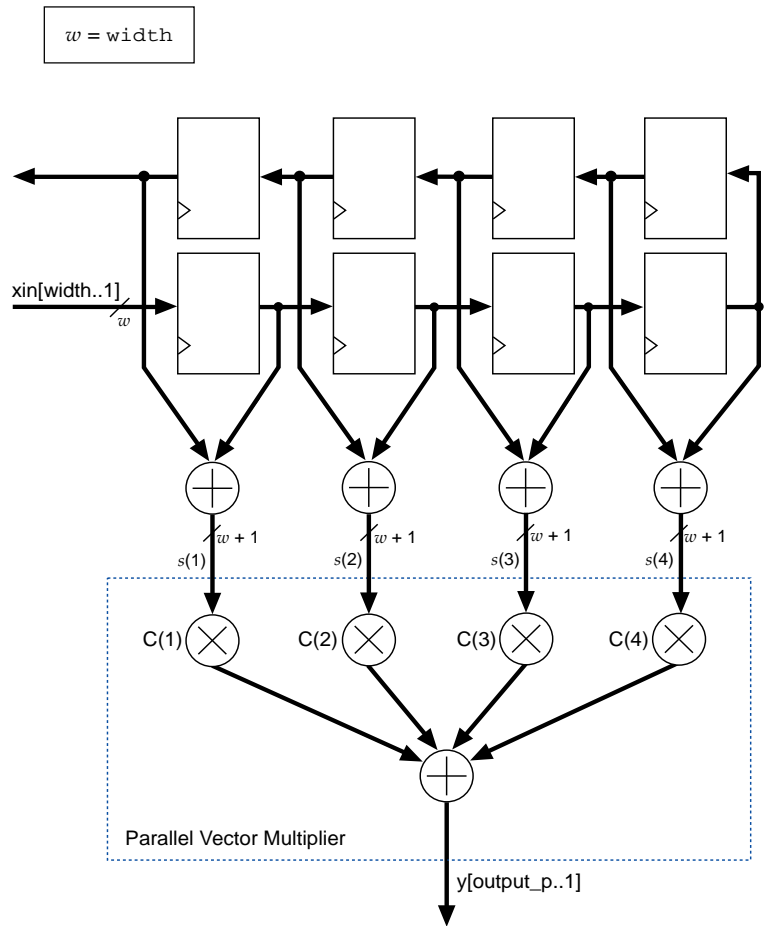 w = width
xin[width..1]
w
w + 1 w + 1 w + 1 w + 1
s(1) s(2) s(3) s(4)
C(1) C(2) C(3) C(4)
Parallel Vector Multiplier
y[output_p..1]